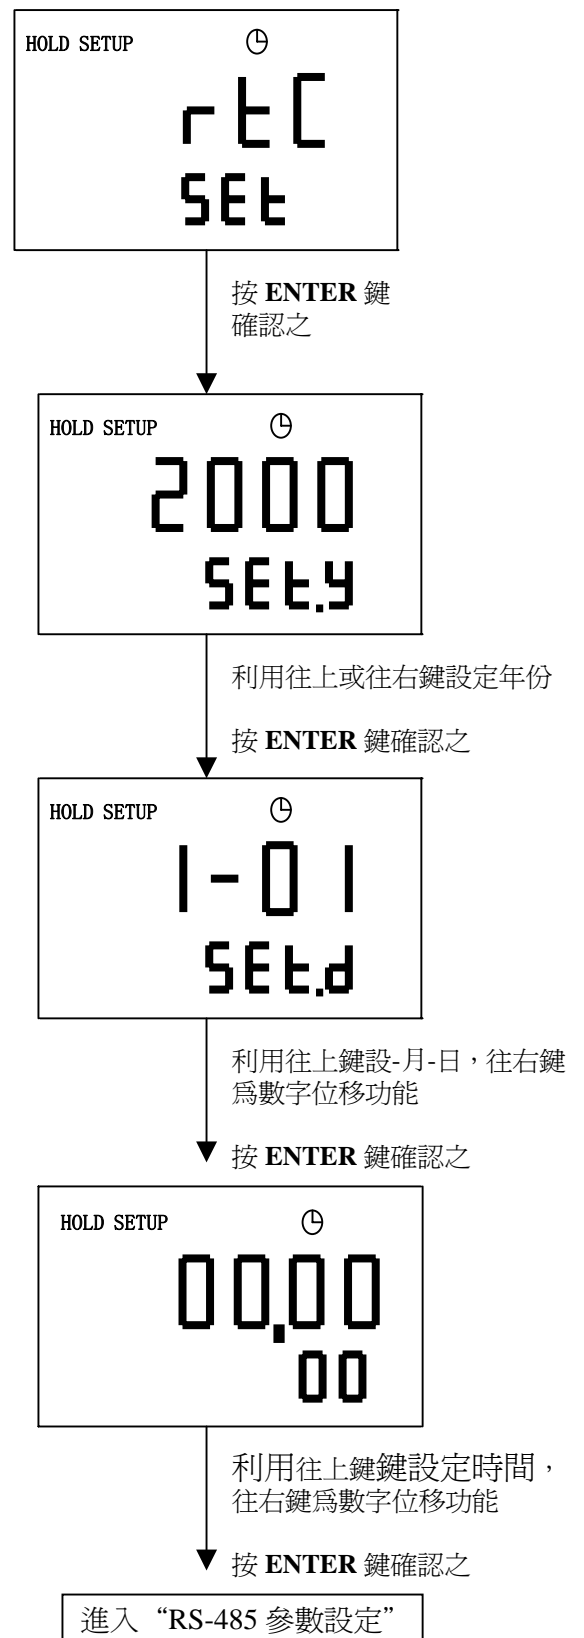 HOLD SETUP
rtC
SEt
按 ENTER 鍵
確認之
HOLD SETUP
2000
SEt.y
利用往上或往右鍵設定年份
按 ENTER 鍵確認之
HOLD SETUP
1-01
SEt.d
利用往上鍵設-月-日，往右鍵
爲數字位移功能
按 ENTER 鍵確認之
HOLD SETUP
00.00
00
利用往上鍵鍵設定時間，
往右鍵爲數字位移功能
按 ENTER 鍵確認之
進入“RS-485 參數設定”